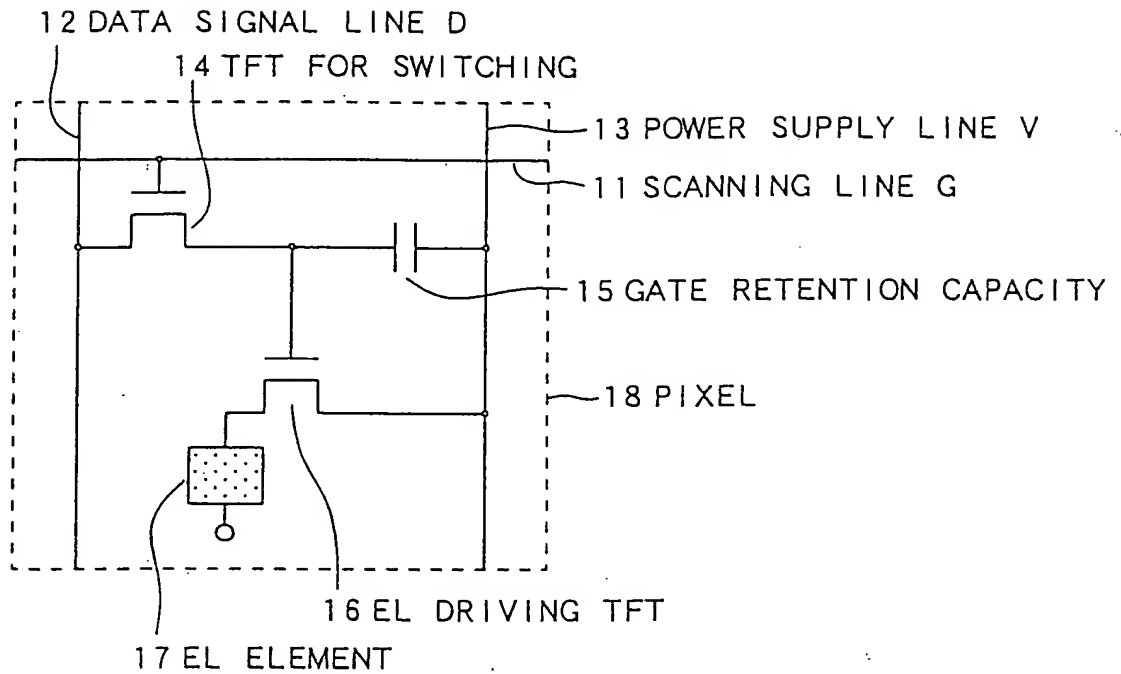 12 DATA SIGNAL LINE D
14 TFT FOR SWITCHING
13 POWER SUPPLY LINE V
11 SCANNING LINE G
15 GATE RETENTION CAPACITY
18 PIXEL
16 EL DRIVING TFT
17 EL ELEMENT